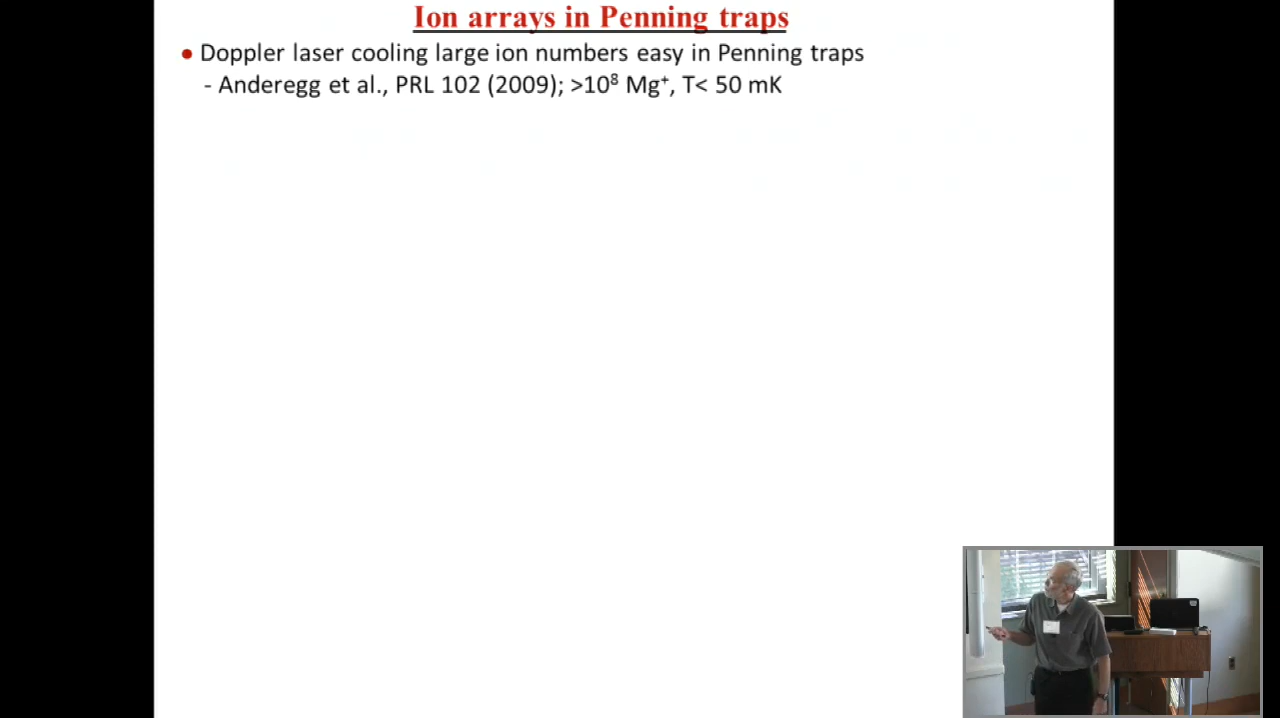 Ion arrays in Penning traps
● Doppler laser cooling large ion numbers easy in Penning traps
- Anderegg et al., PRL 102 (2009); >10⁸ Mg⁺, T< 50 mK